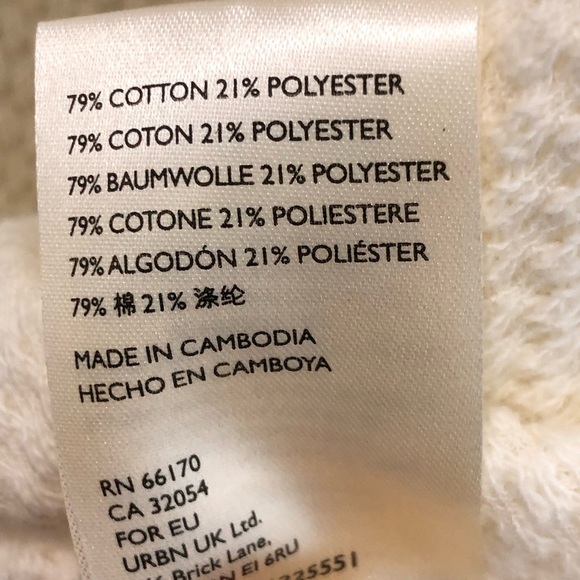 79% COTTON 21% POLYESTER
79% COTON 21% POLYESTER
79% BAUMWOLLE 21% POLYESTER
79% COTONE 21% POLIESTERE
79% ALGODÓN 21% POLIÉSTER
79% 棉 21% 涤纶
MADE IN CAMBODIA
HECHO EN CAMBOYA
RN 66170
CA 32054
FOR EU
URBN UK Ltd.
Brick Lane,
E1 6RU